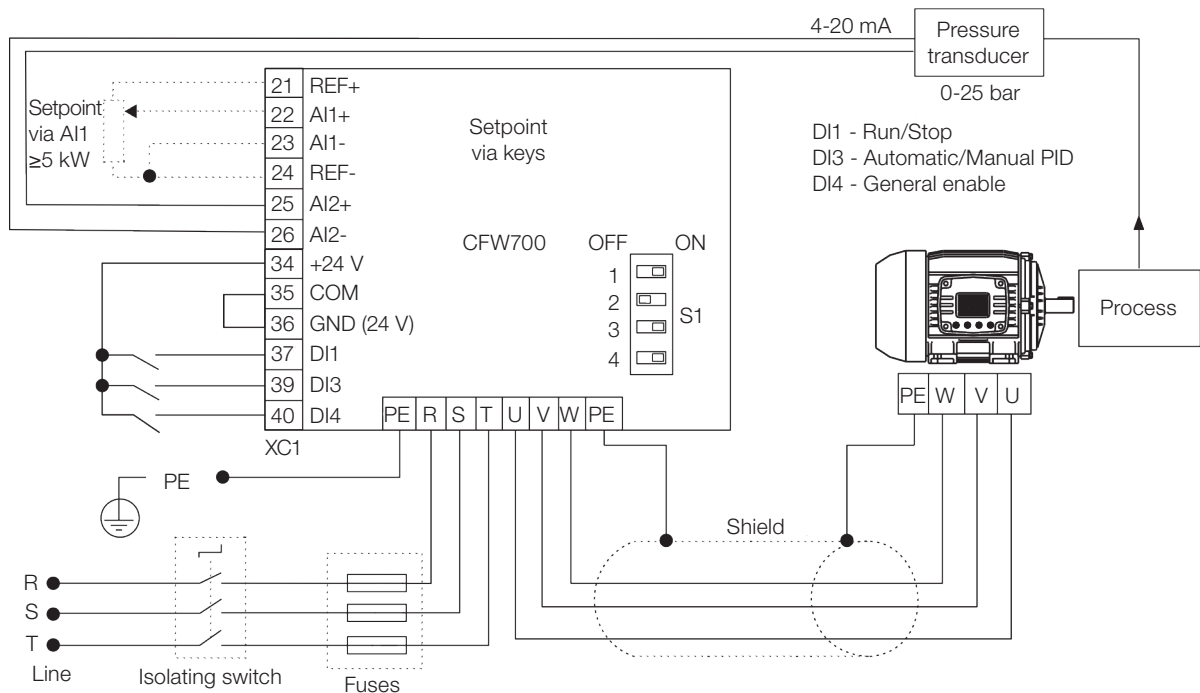 4-20 mA
Pressure
transducer
0-25 bar
Setpoint
via AI1
≥5 kW
21 REF+
22 AI1+
23 AI1-
24 REF-
25 AI2+
26 AI2-
34 +24 V
35 COM
36 GND (24 V)
37 DI1
39 DI3
40 DI4
XC1
Setpoint
via keys
CFW700
OFF ON
1
2
3
4
S1
DI1 - Run/Stop
DI3 - Automatic/Manual PID
DI4 - General enable
Process
PE R S T U V W PE
PE W V U
PE
Shield
R
S
T
Line
Isolating switch
Fuses